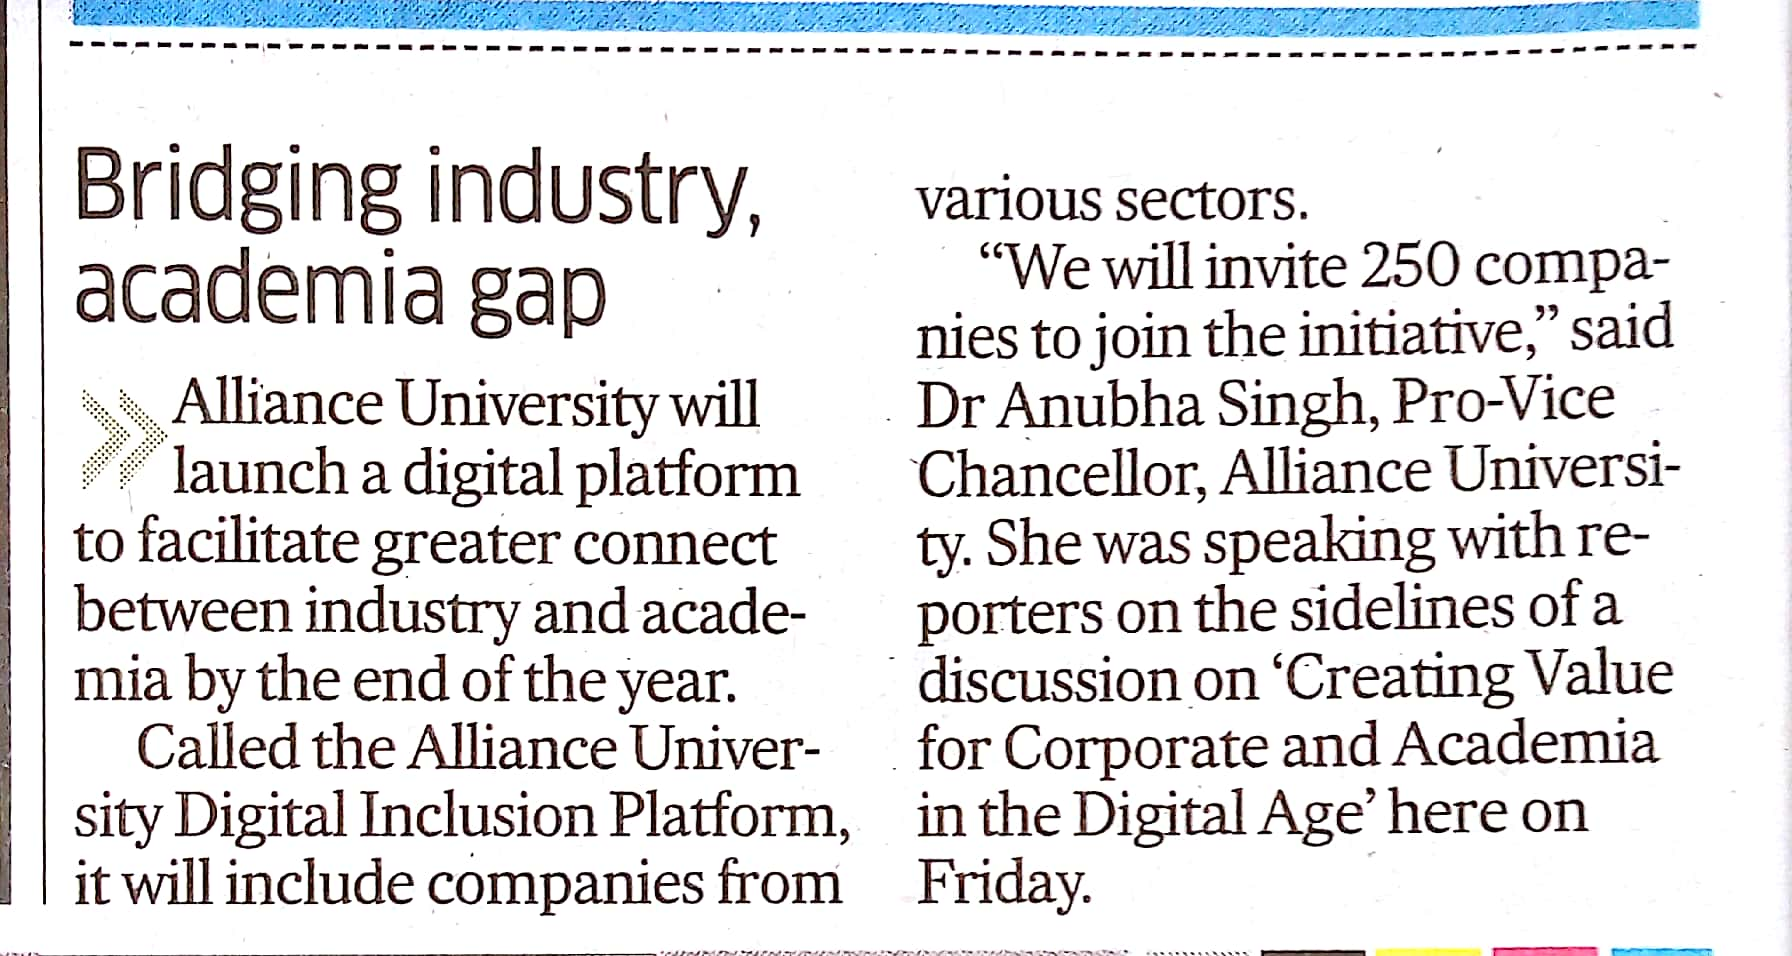 Bridging industry,
academia gap
Alliance University will
launch a digital platform
to facilitate greater connect
between industry and acade-
mia by the end of the year.
Called the Alliance Univer-
sity Digital Inclusion Platform,
it will include companies from
various sectors.
“We will invite 250 compa-
nies to join the initiative,” said
Dr Anubha Singh, Pro-Vice
Chancellor, Alliance Universi-
ty. She was speaking with re-
porters on the sidelines of a
discussion on ‘Creating Value
for Corporate and Academia
in the Digital Age’ here on
Friday.